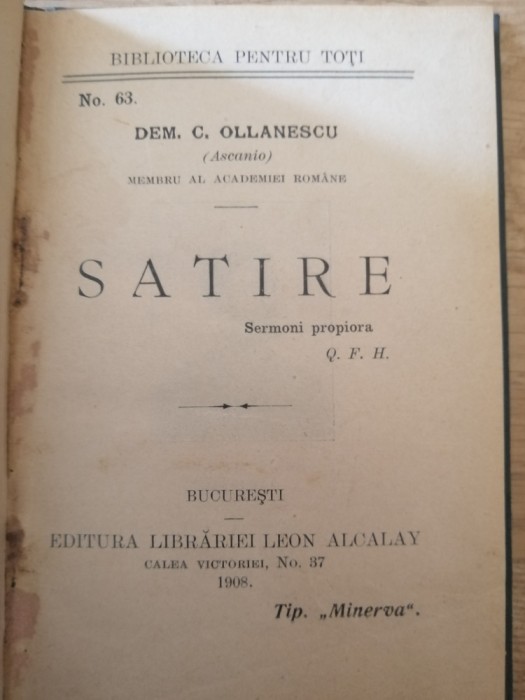 BIBLIOTECA PENTRU TOȚI
No. 63.
DEM. C. OLLANESCU
(Ascanio)
MEMBRU AL ACADEMIEI ROMÂNE
SATIRE
Sermoni propiora
Q. F. H.
BUCUREȘTI
EDITURA LIBRĂRIEI LEON ALCALAY
CALEA VICTORIEI, No. 37
1908.
Tip. „Minerva“.